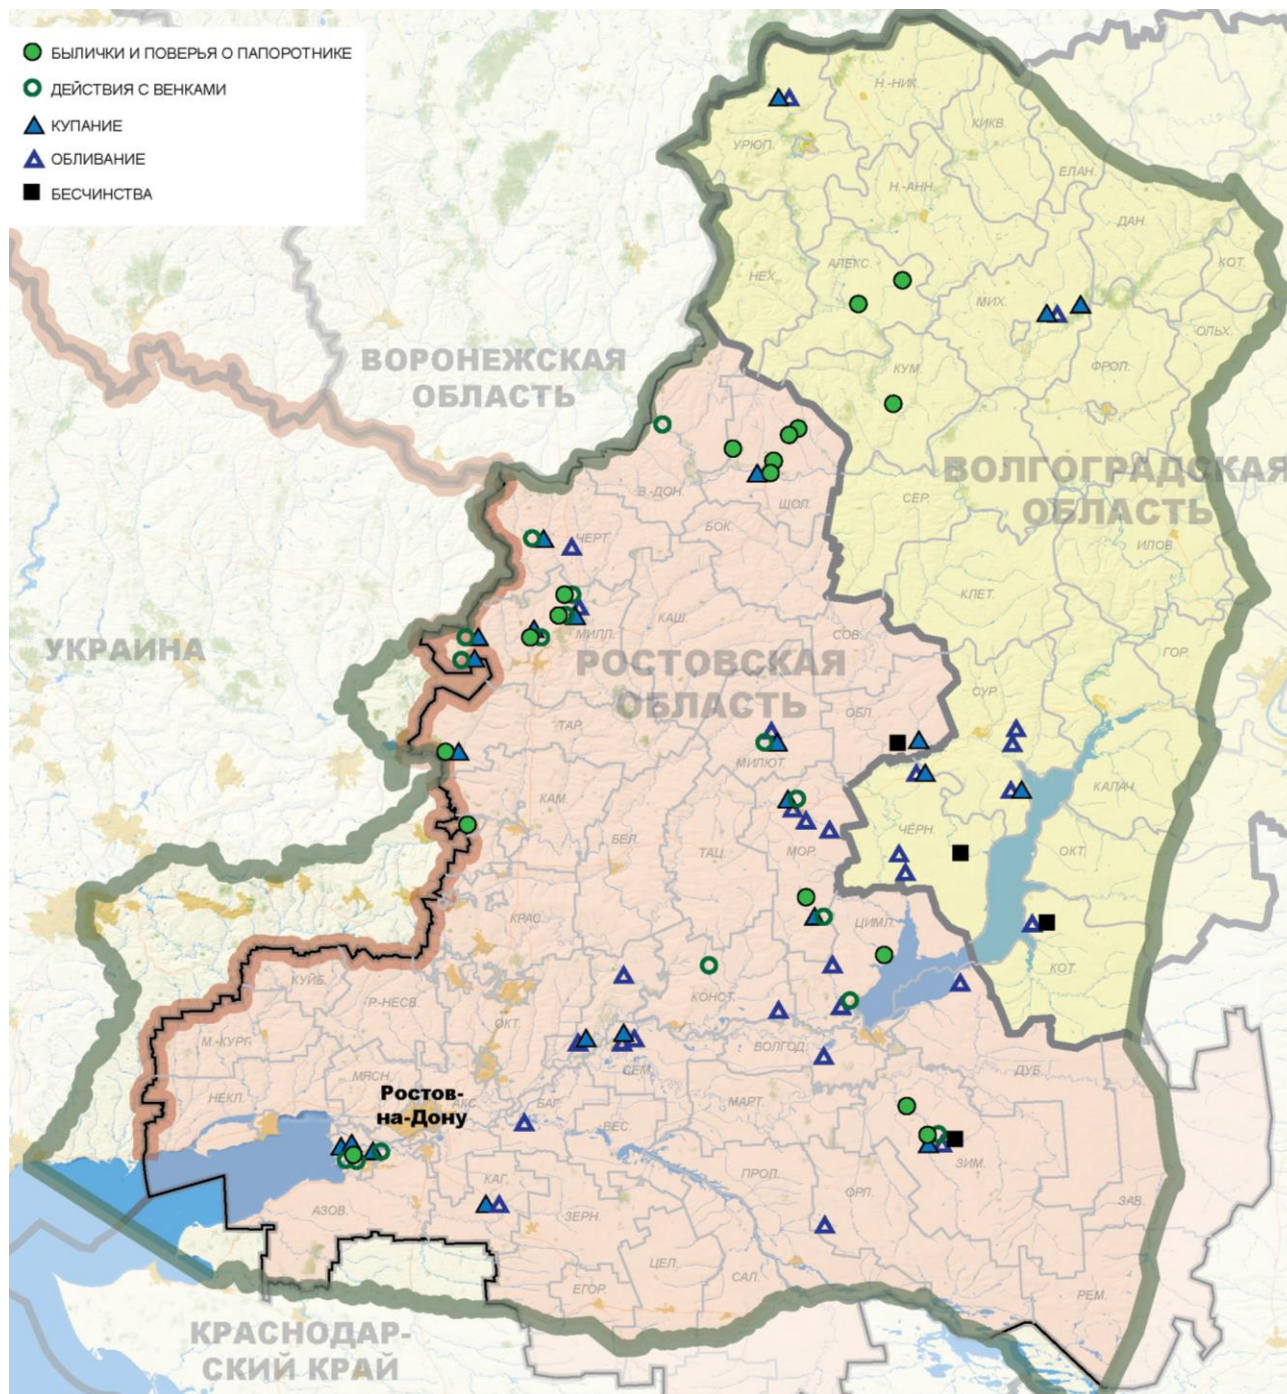 БЫЛИЧКИ И ПОВЕРЬЯ О ПАПОРОТНИКЕ
ДЕЙСТВИЯ С ВЕНКАМИ
КУПАНИЕ
ОБЛИВАНИЕ
БЕСЧИНСТВА
Н.-НИК.
КИКВ.
УРЮП.
ЕЛАН.
Н.-АНН.
ДАН.
АЛЕКС.
КОТ.
НЕХ.
МИХ.
ОЛЬХ.
ВОРОНЕЖСКАЯ
ОБЛАСТЬ
КУМ.
ФРОЛ.
ВОЛГОГРАДСКАЯ
ОБЛАСТЬ
В.-ДОН.
ШОЛ.
СЕР.
БОК.
ЧЕРТ.
ИЛОВ.
КЛЕТ.
КАШ.
МИЛЛ.
СОВ.
УКРАИНА
ГОР.
РОСТОВСКАЯ
ОБЛАСТЬ
СУР.
ОБЛ.
ТАР.
МИЛЮТ.
КАЛАЧ.
КАМ.
ЧЕРН.
БЕЛ.
ТАЦ.
МОР.
ОКТ.
КРАС.
ЦИМЛ.
КУЙБ.
КОТ.
Р.-НЕСВ.
КОНСТ.
ОКТ.
М.-КУРГ.
ВОЛГОД.
СЕМ.
ДУБ.
МЯСН.
НЕКЛ.
Ростов-
на-Дону
АКС.
БАГ.
МАРТ.
ВЕС.
ЗИМ.
ПРОЛ.
КАГ.
ОРЛ.
АЗОВ.
ЗЕРН.
ЗАВ.
ЦЕЛ.
САЛ.
ЕГОР.
РЕМ.
КРАСНОДАР-
СКИЙ КРАЙ